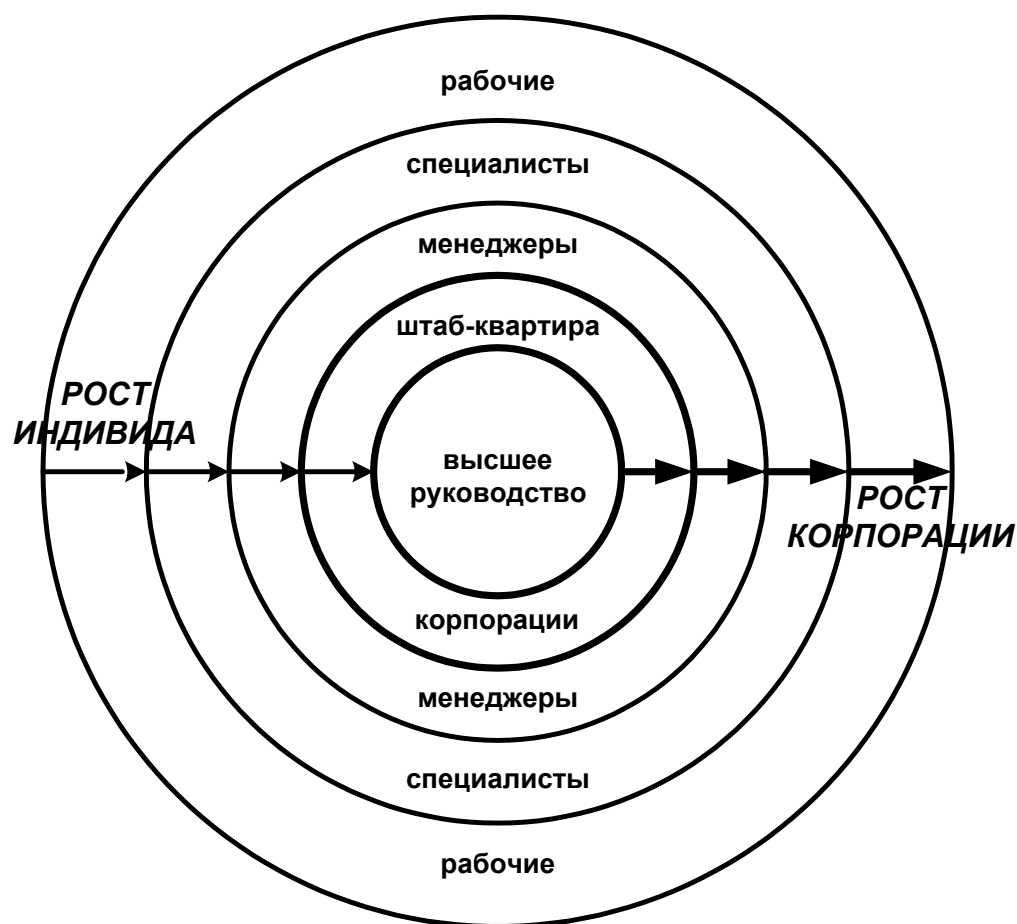 рабочие
специалисты
менеджеры
штаб-квартира
РОСТ
ИНДИВИДА
высшее
руководство
РОСТ
КОРПОРАЦИИ
корпорации
менеджеры
специалисты
рабочие